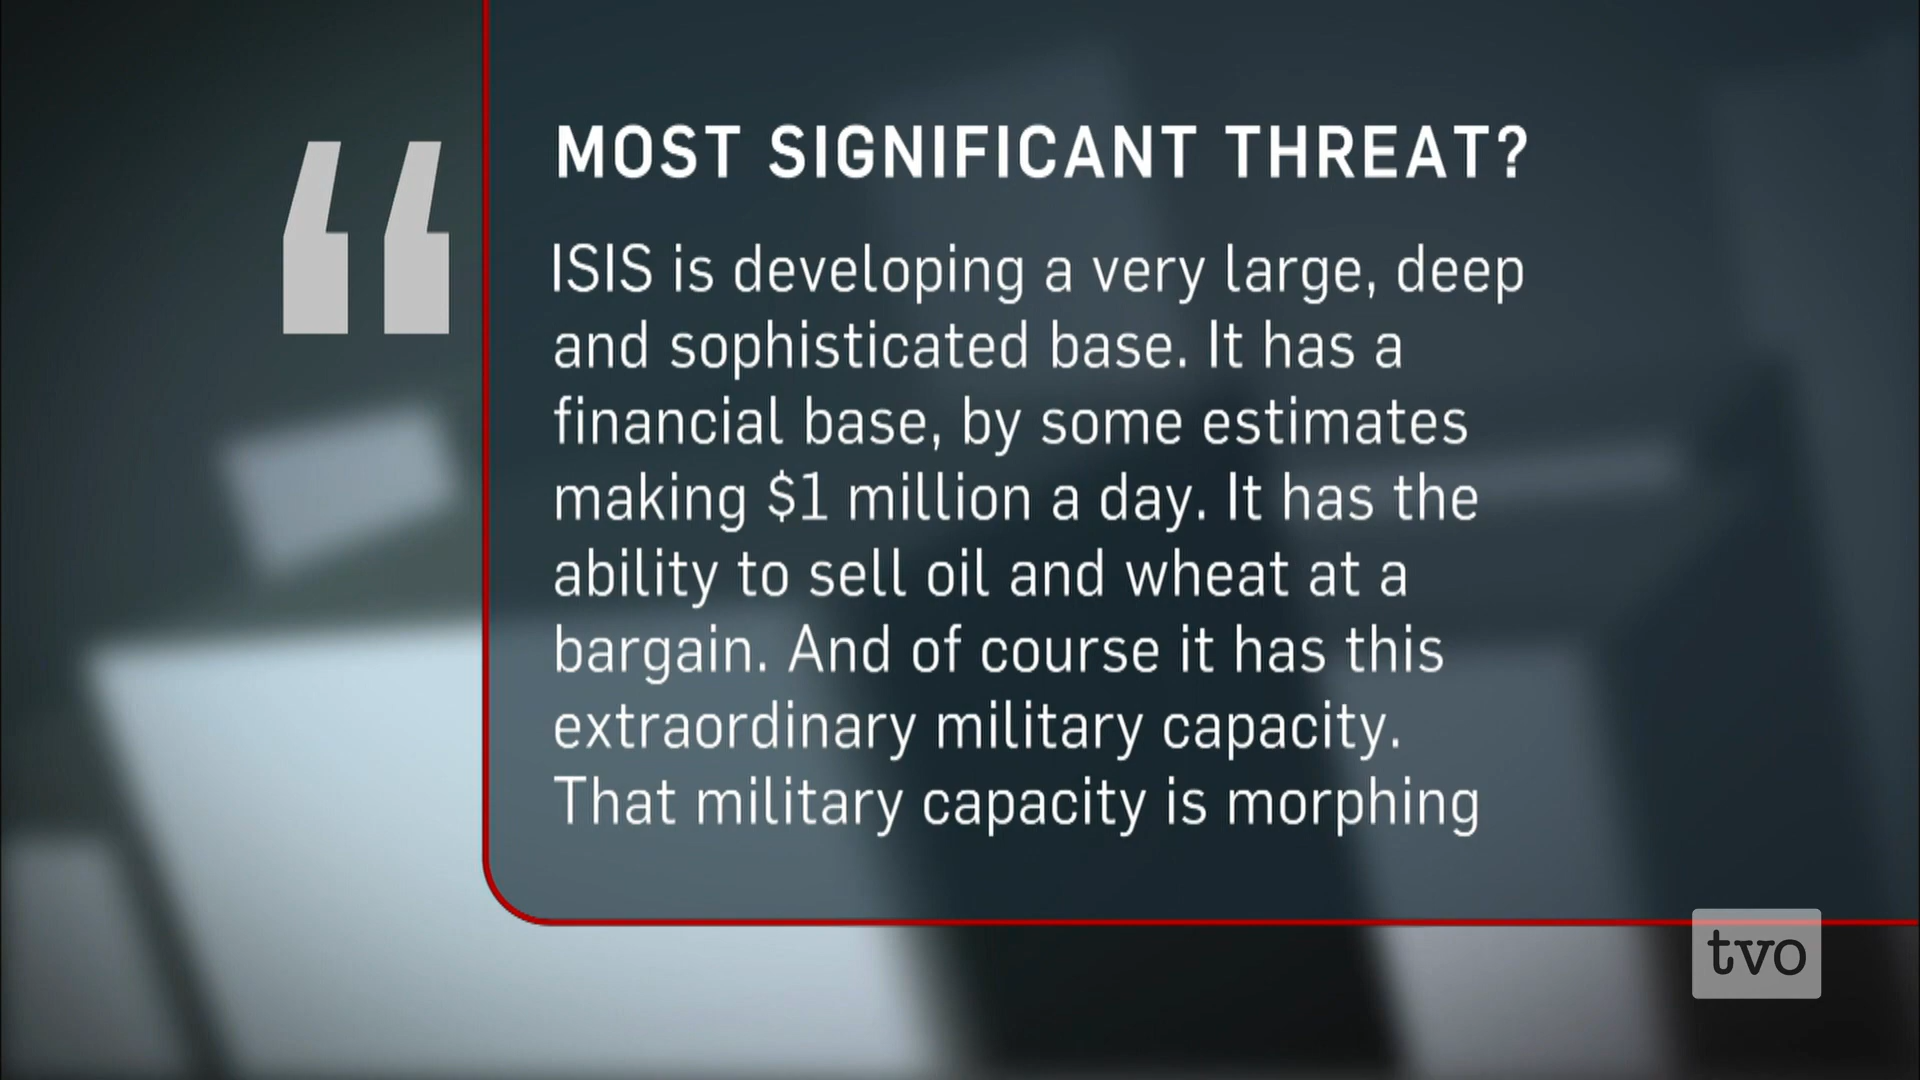 “
MOST SIGNIFICANT THREAT?
ISIS is developing a very large, deep
and sophisticated base. It has a
financial base, by some estimates
making $1 million a day. It has the
ability to sell oil and wheat at a
bargain. And of course it has this
extraordinary military capacity.
That military capacity is morphing
tvo